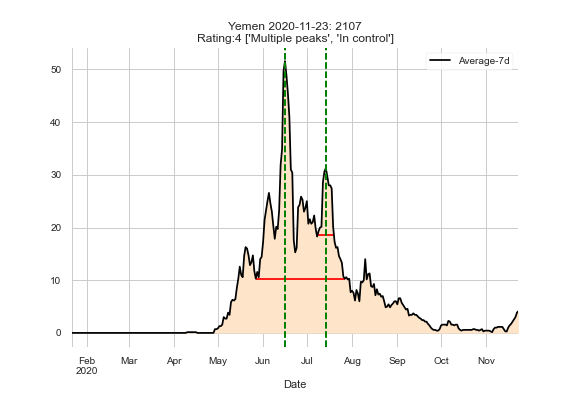 Yemen 2020-11-23: 2107
Rating:4 ['Multiple peaks', 'In control']
Average-7d
50
40
30
20
10
0
Feb Mar Apr May Jun Jul Aug Sep Oct Nov
2020
Date